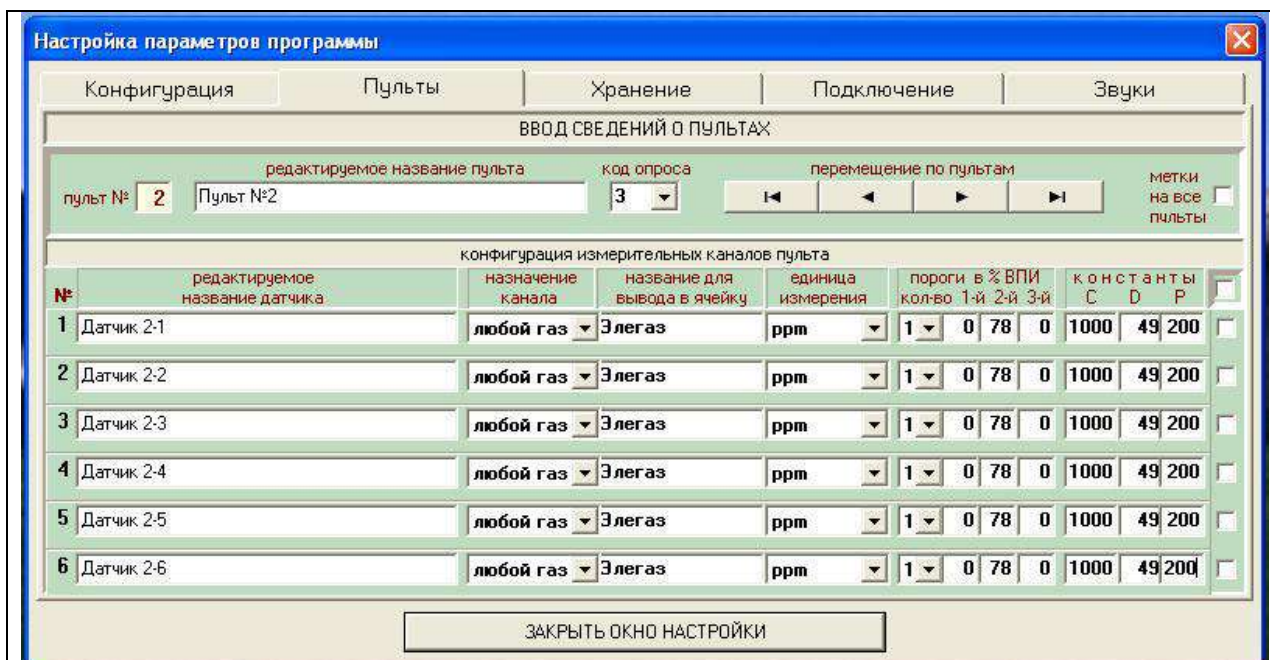 Настройка параметров программы
Конфигурация Пульты Хранение Подключение Звуки
ВВОД СВЕДЕНИЙ О ПУЛЬТАХ
редактируемое название пульта код опроса перемещение по пультам метки
пульт № 2 Пульт №2 3 на все
пульты
конфигурация измерительных каналов пульта
редактируемое назначение название для единица пороги в % ВПИ константы
№ название датчика канала вывода в ячейку измерения кол-во 1-й 2-й 3-й C D P
1 Датчик 2-1 любой газ Элегаз ppm 1 0 78 0 1000 49 200
2 Датчик 2-2 любой газ Элегаз ppm 1 0 78 0 1000 49 200
3 Датчик 2-3 любой газ Элегаз ppm 1 0 78 0 1000 49 200
4 Датчик 2-4 любой газ Элегаз ppm 1 0 78 0 1000 49 200
5 Датчик 2-5 любой газ Элегаз ppm 1 0 78 0 1000 49 200
6 Датчик 2-6 любой газ Элегаз ppm 1 0 78 0 1000 49 200
ЗАКРЫТЬ ОКНО НАСТРОЙКИ